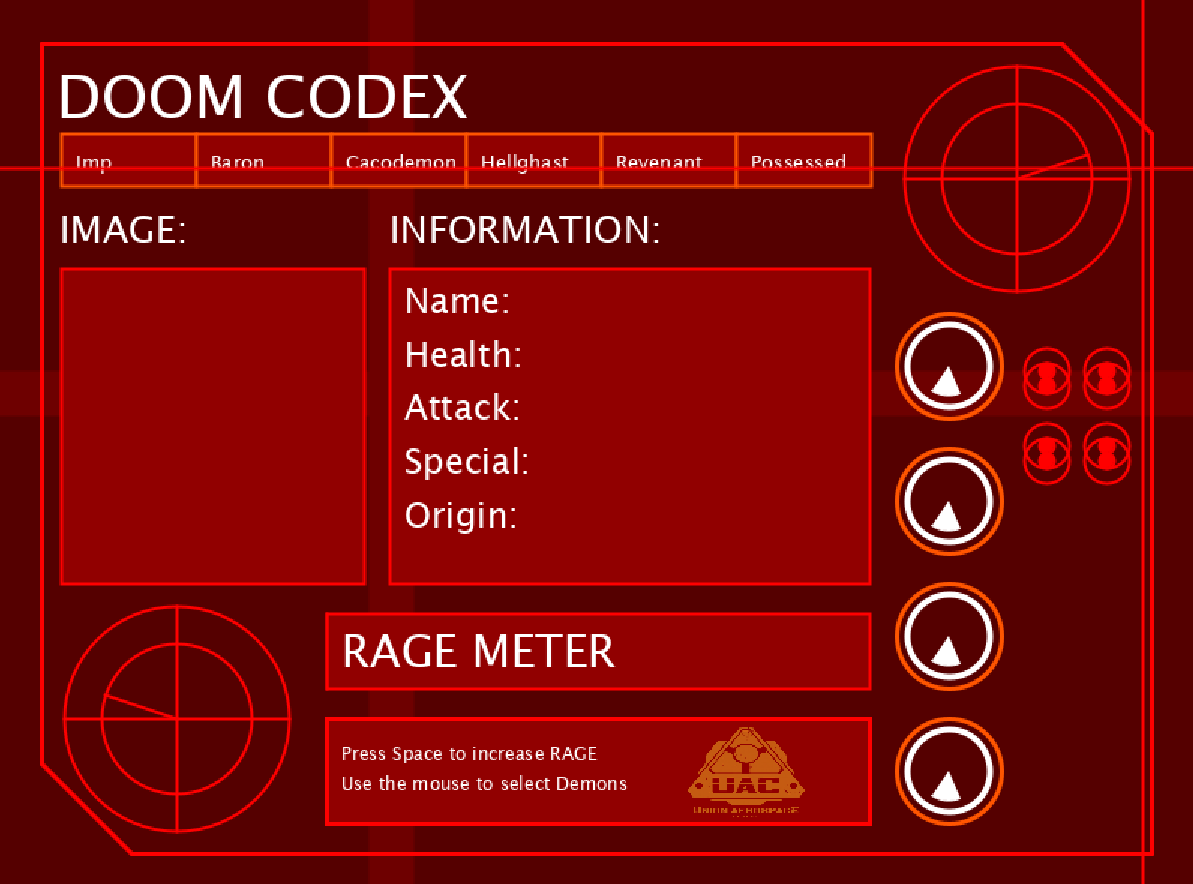 DOOM CODEX
Imp Baron Cacodemon Hellghast Revenant Possessed
IMAGE:
INFORMATION:
Name:
Health:
Attack:
Special:
Origin:
RAGE METER
Press Space to increase RAGE
Use the mouse to select Demons
UAC
UNION AEROSPACE